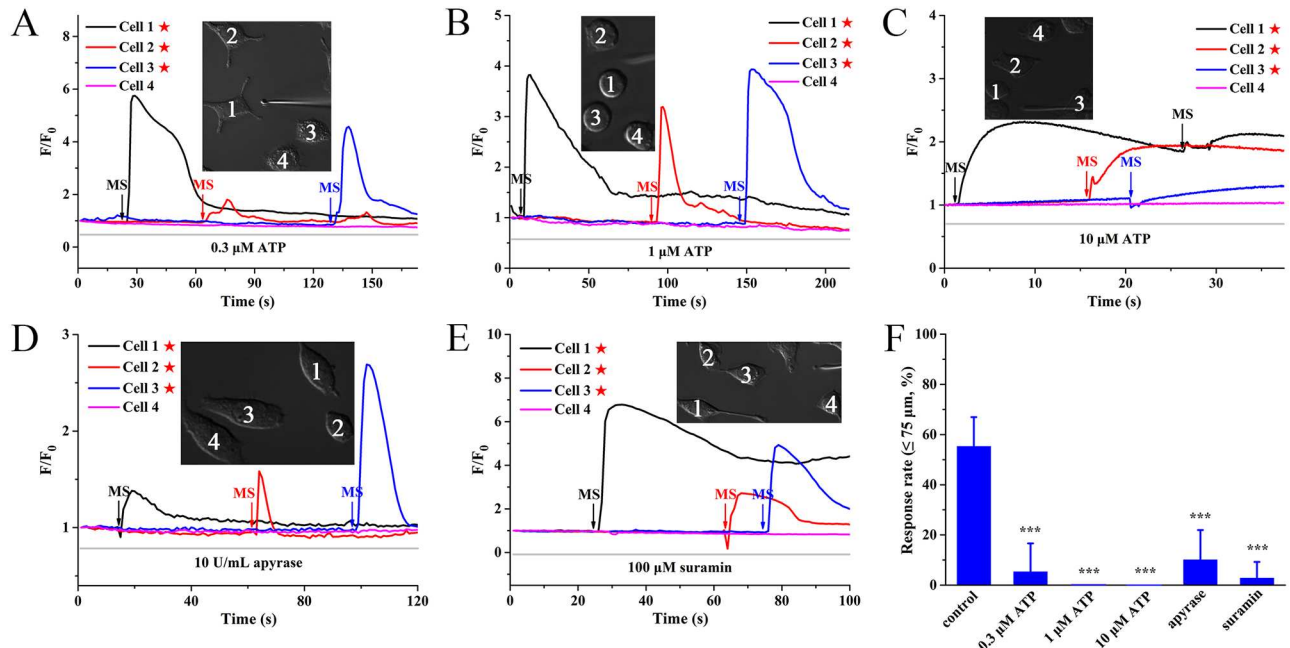 A
8
6
4
2
0
F/F0
Cell 1 ★
Cell 2 ★
Cell 3 ★
Cell 4
2
1
3
4
MS
MS
MS
0.3 μM ATP
0 30 60 90 120 150
Time (s)
B
5
4
3
2
1
0
F/F0
Cell 1 ★
Cell 2 ★
Cell 3 ★
Cell 4
2
1
3
4
MS
MS
MS
1 μM ATP
0 50 100 150 200
Time (s)
C
4
3
2
1
0
F/F0
Cell 1 ★
Cell 2 ★
Cell 3 ★
Cell 4
4
2
1
3
MS
MS
MS
MS
10 μM ATP
0 10 20 30
Time (s)
D
3
2
1
F/F0
Cell 1 ★
Cell 2 ★
Cell 3 ★
Cell 4
1
3
2
4
MS
MS
MS
10 U/mL apyrase
0 40 80 120
Time (s)
E
10
8
6
4
2
0
-2
F/F0
Cell 1 ★
Cell 2 ★
Cell 3 ★
Cell 4
2
3
1
4
MS
MS
MS
100 μM suramin
0 20 40 60 80 100
Time (s)
F
100
80
60
40
20
0
Response rate (≤ 75 μm, %)
***
***
***
***
***
control
0.3 μM ATP
1 μM ATP
10 μM ATP
apyrase
suramin